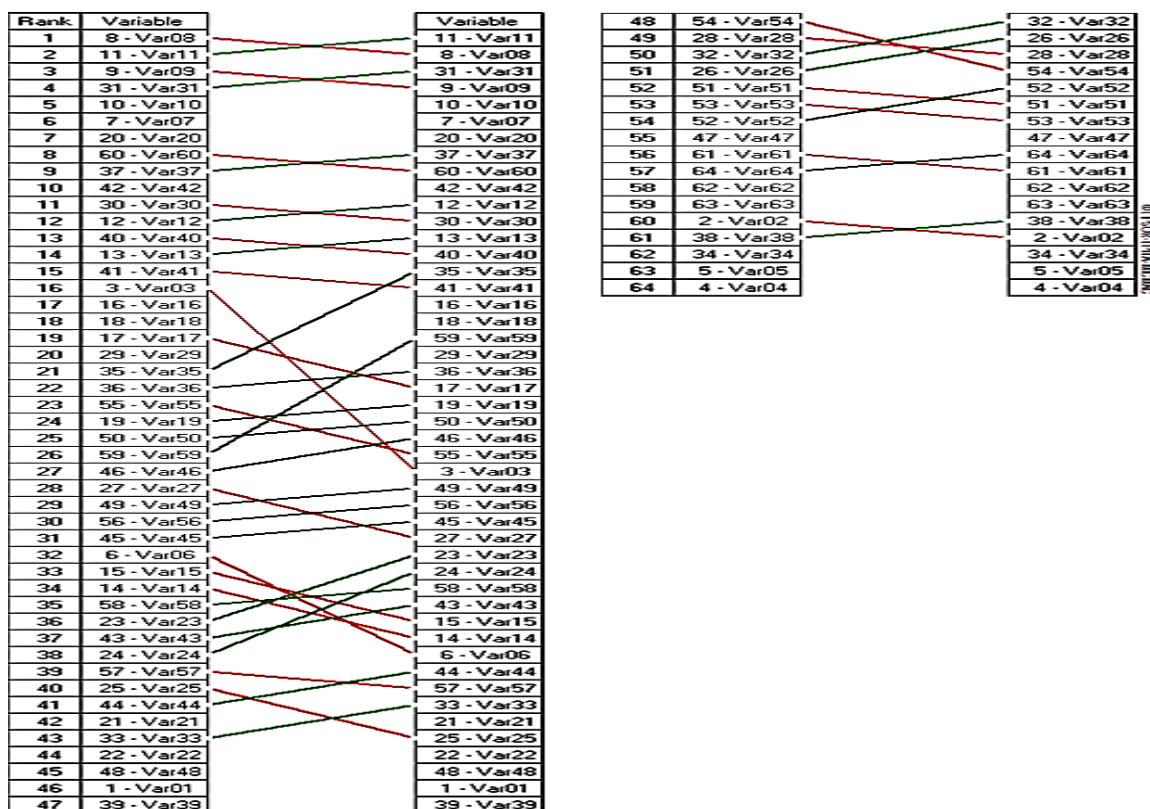 Rank Variable Variable
1 8 - Var08 11 - Var11
2 11 - Var11 8 - Var08
3 9 - Var09 31 - Var31
4 31 - Var31 9 - Var09
5 10 - Var10 10 - Var10
6 7 - Var07 7 - Var07
7 20 - Var20 20 - Var20
8 60 - Var60 37 - Var37
9 37 - Var37 60 - Var60
10 42 - Var42 42 - Var42
11 30 - Var30 12 - Var12
12 12 - Var12 30 - Var30
13 40 - Var40 13 - Var13
14 13 - Var13 40 - Var40
15 41 - Var41 35 - Var35
16 3 - Var03 41 - Var41
17 16 - Var16 16 - Var16
18 18 - Var18 18 - Var18
19 17 - Var17 59 - Var59
20 29 - Var29 29 - Var29
21 35 - Var35 36 - Var36
22 36 - Var36 17 - Var17
23 55 - Var55 19 - Var19
24 19 - Var19 50 - Var50
25 50 - Var50 46 - Var46
26 59 - Var59 55 - Var55
27 46 - Var46 3 - Var03
28 27 - Var27 49 - Var49
29 49 - Var49 56 - Var56
30 56 - Var56 45 - Var45
31 45 - Var45 27 - Var27
32 6 - Var06 23 - Var23
33 15 - Var15 24 - Var24
34 14 - Var14 58 - Var58
35 58 - Var58 43 - Var43
36 23 - Var23 15 - Var15
37 43 - Var43 14 - Var14
38 24 - Var24 6 - Var06
39 57 - Var57 44 - Var44
40 25 - Var25 57 - Var57
41 44 - Var44 33 - Var33
42 21 - Var21 21 - Var21
43 33 - Var33 25 - Var25
44 22 - Var22 22 - Var22
45 48 - Var48 48 - Var48
46 1 - Var01 1 - Var01
47 39 - Var39 39 - Var39
48 54 - Var54 32 - Var32
49 28 - Var28 26 - Var26
50 32 - Var32 28 - Var28
51 26 - Var26 54 - Var54
52 51 - Var51 52 - Var52
53 53 - Var53 51 - Var51
54 52 - Var52 53 - Var53
55 47 - Var47 47 - Var47
56 61 - Var61 64 - Var64
57 64 - Var64 61 - Var61
58 62 - Var62 62 - Var62
59 63 - Var63 63 - Var63
60 2 - Var02 38 - Var38
61 38 - Var38 2 - Var02
62 34 - Var34 34 - Var34
63 5 - Var05 5 - Var05
64 4 - Var04 4 - Var04